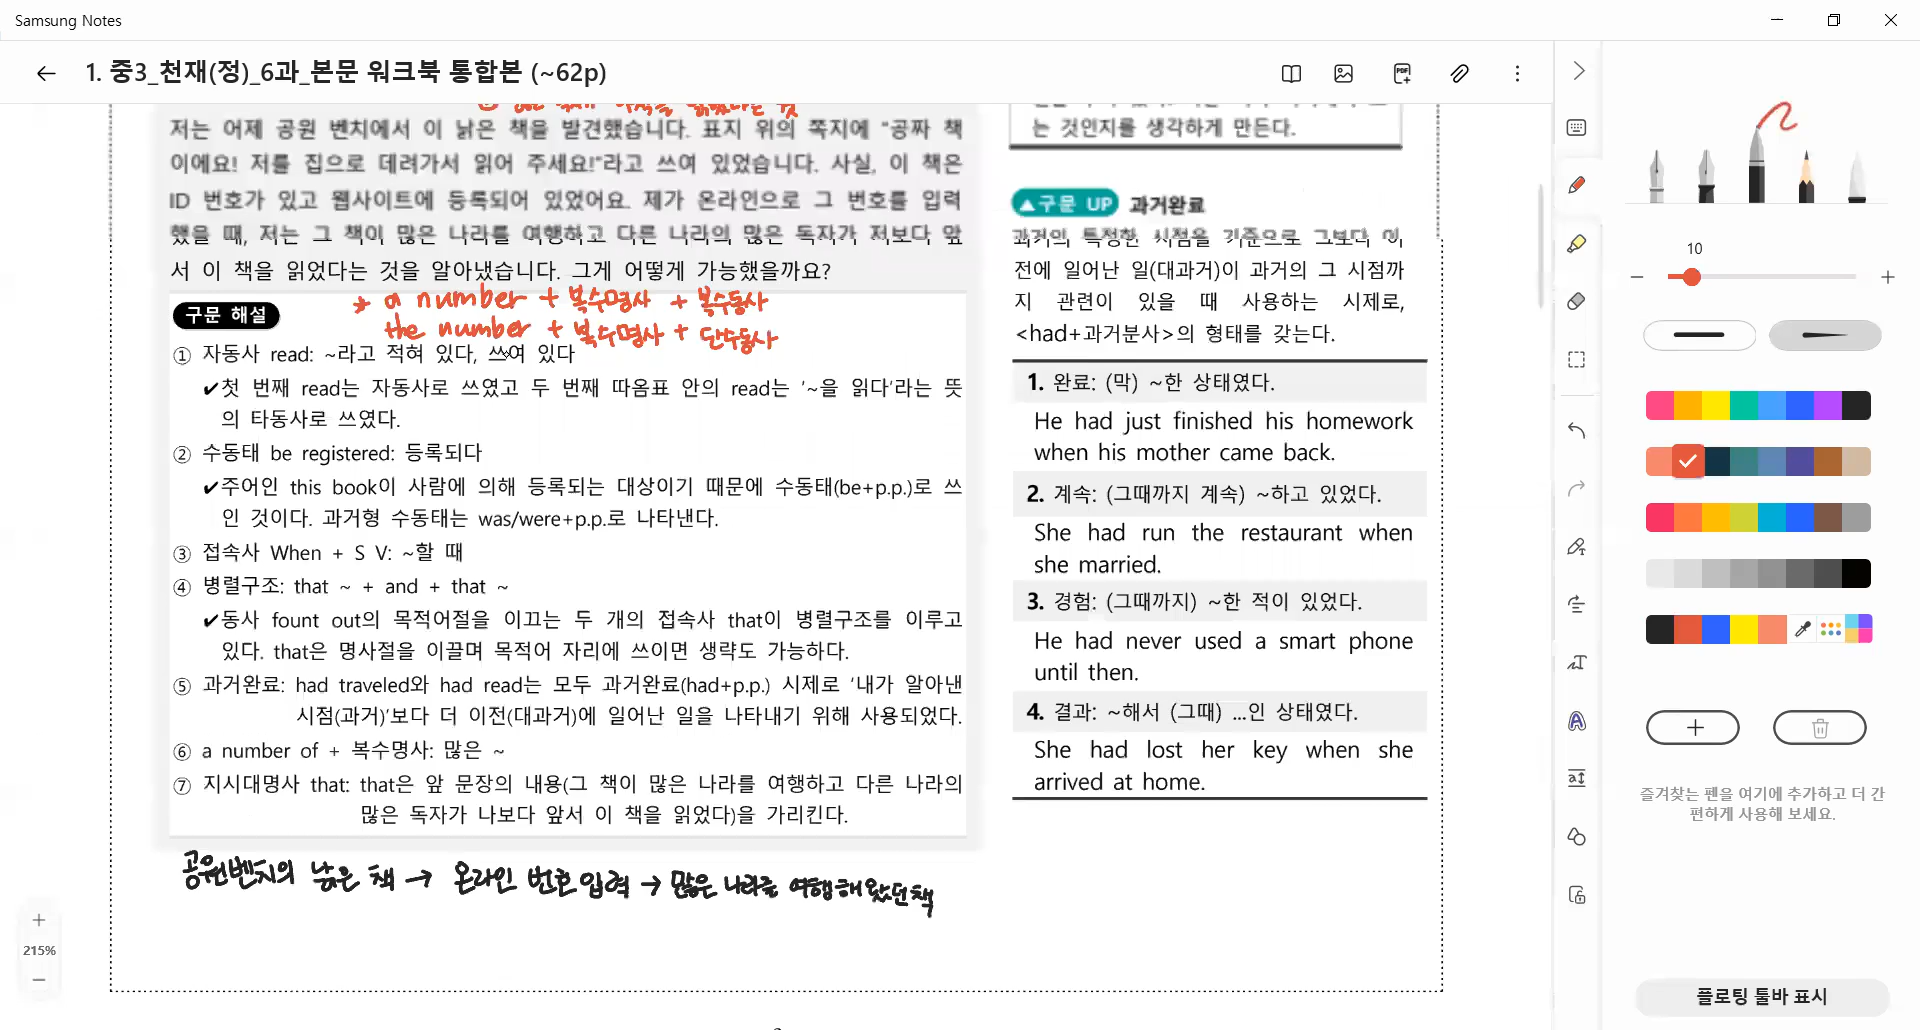 Samsung Notes
1. 중3_천재(정)_6과_본문 워크북 통합본 (~62p)
저는 어제 공원 벤치에서 이 낡은 책을 발견했습니다. 표지 위의 쪽지에 "공짜 책
이에요! 저를 집으로 데려가서 읽어 주세요!"라고 쓰여 있었습니다. 사실, 이 책은
ID 번호가 있고 웹사이트에 등록되어 있었어요. 제가 온라인으로 그 번호를 입력
했을 때, 저는 그 책이 많은 나라를 여행하고 다른 나라의 많은 독자가 저보다 앞
서 이 책을 읽었다는 것을 알아냈습니다. 그게 어떻게 가능했을까요?
* a number + 복수명사 + 복수동사
the number + 복수명사 + 단수동사
구문 해설
① 자동사 read: ~라고 적혀 있다, 쓰여 있다
✔첫 번째 read는 자동사로 쓰였고 두 번째 따옴표 안의 read는 '~을 읽다'라는 뜻
의 타동사로 쓰였다.
② 수동태 be registered: 등록되다
✔주어인 this book이 사람에 의해 등록되는 대상이기 때문에 수동태(be+p.p.)로 쓰
인 것이다. 과거형 수동태는 was/were+p.p.로 나타낸다.
③ 접속사 When + S V: ~할 때
④ 병렬구조: that ~ + and + that ~
✔동사 fount out의 목적어절을 이끄는 두 개의 접속사 that이 병렬구조를 이루고
있다. that은 명사절을 이끌며 목적어 자리에 쓰이면 생략도 가능하다.
⑤ 과거완료: had traveled와 had read는 모두 과거완료(had+p.p.) 시제로 '내가 알아낸
시점(과거)'보다 더 이전(대과거)에 일어난 일을 나타내기 위해 사용되었다.
⑥ a number of + 복수명사: 많은 ~
⑦ 지시대명사 that: that은 앞 문장의 내용(그 책이 많은 나라를 여행하고 다른 나라의
많은 독자가 나보다 앞서 이 책을 읽었다)을 가리킨다.
공원벤치의 낡은 책 → 온라인 번호 입력 → 많은 나라를 여행해왔던 책
는 것인지를 생각하게 만든다.
▲구문 UP 과거완료
과거의 특정한 시점을 기준으로 그보다 이
전에 일어난 일(대과거)이 과거의 그 시점까
지 관련이 있을 때 사용하는 시제로,
<had+과거분사>의 형태를 갖는다.
1. 완료: (막) ~한 상태였다.
He had just finished his homework
when his mother came back.
2. 계속: (그때까지 계속) ~하고 있었다.
She had run the restaurant when
she married.
3. 경험: (그때까지) ~한 적이 있었다.
He had never used a smart phone
until then.
4. 결과: ~해서 (그때) ...인 상태였다.
She had lost her key when she
arrived at home.
215%
10
즐겨찾는 펜을 여기에 추가하고 더 간
편하게 사용해 보세요.
플로팅 툴바 표시